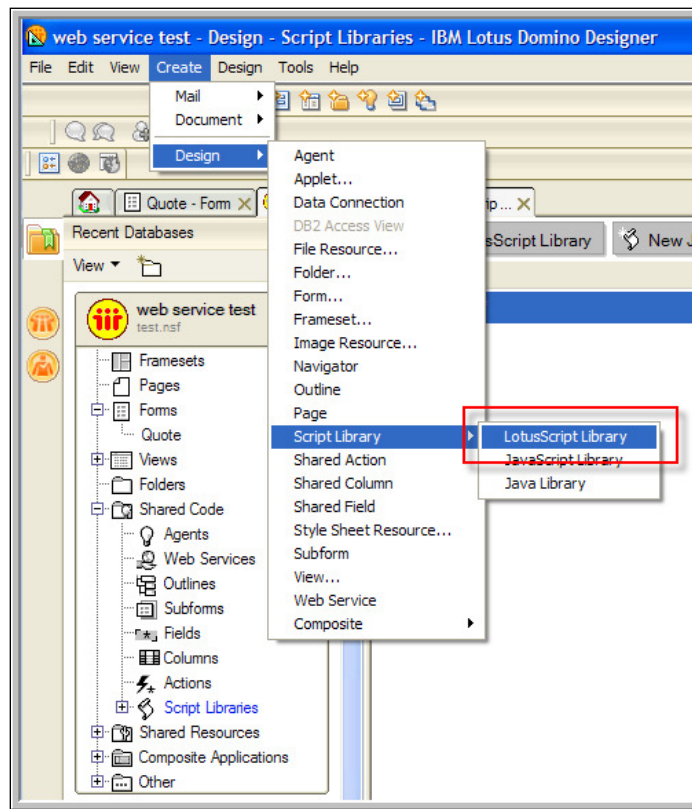 web service test - Design - Script Libraries - IBM Lotus Domino Designer
File Edit View Create Design Tools Help
Mail
Document
Design
Agent
Applet...
Data Connection
DB2 Access View
File Resource...
Folder...
Form...
Frameset...
Image Resource...
Navigator
Outline
Page
Script Library
Shared Action
Shared Column
Shared Field
Style Sheet Resource...
Subform
View...
Web Service
Composite
LotusScript Library
JavaScript Library
Java Library
Quote - Form
ip ...
Recent Databases
sScript Library
New J
View
web service test
test.nsf
Framesets
Pages
Forms
Quote
Views
Folders
Shared Code
Agents
Web Services
Outlines
Subforms
Fields
Columns
Actions
Script Libraries
Shared Resources
Composite Applications
Other